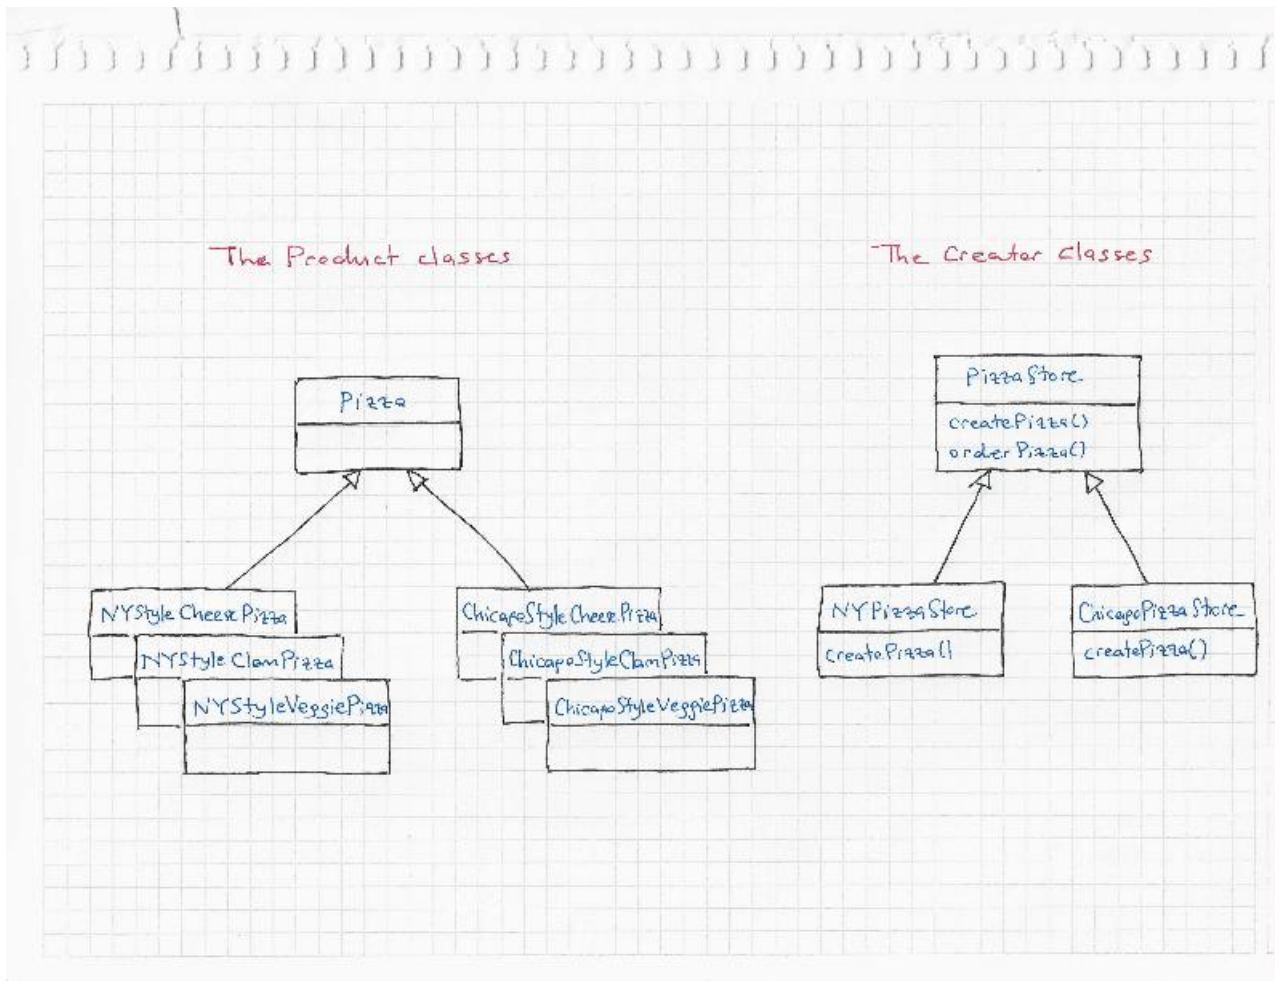 The Product classes
The Creator Classes
Pizza
PizzaStore
createPizza()
orderPizza()
NYStyleCheesePizza
NYStyleClamPizza
NYStyleVeggiePizza
ChicagoStyleCheesePizza
ChicagoStyleClamPizza
ChicagoStyleVeggiePizza
NYPizzaStore
createPizza()
ChicagoPizzaStore
createPizza()